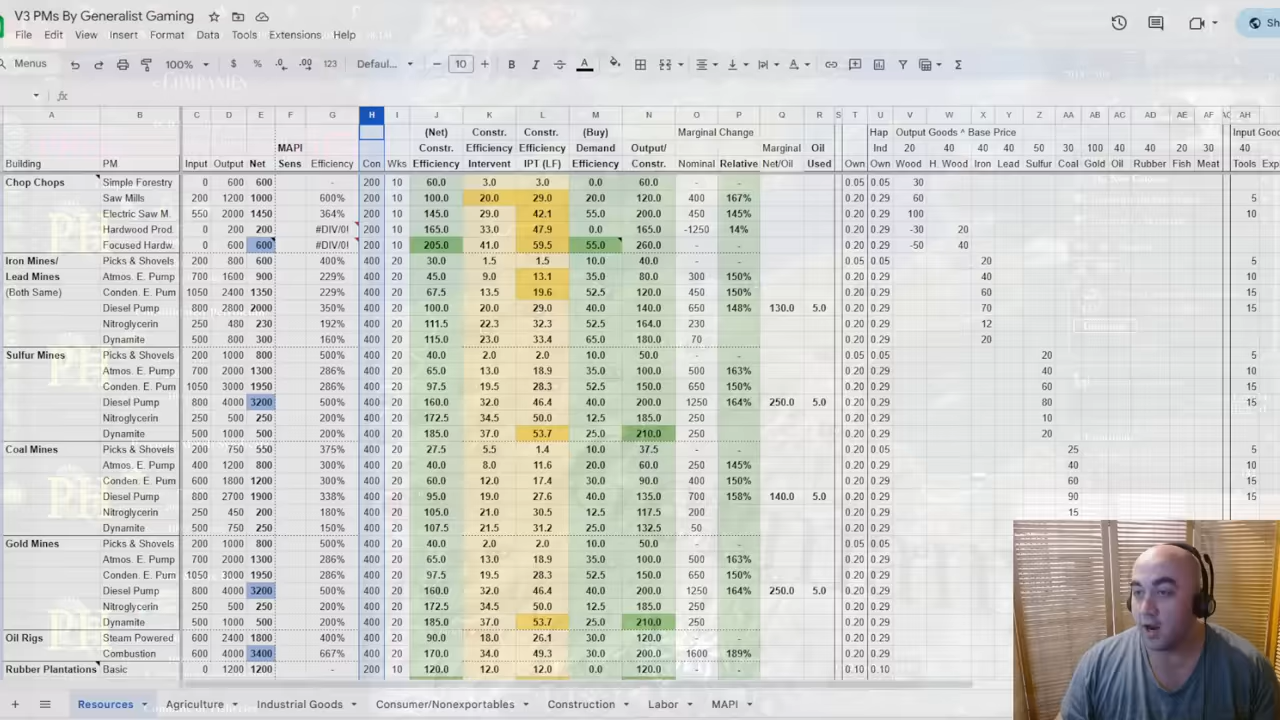 V3 PMs By Generalist Gaming
File Edit View Insert Format Data Tools Extensions Help
Sh
Menus 100% $ % .0 .00 123 Defaul... − 10 + B I A Σ
fx
A B C D E F G H I J K L M N O P Q R S T U V W X Y Z AA AB AC AD AE AF AH
(Net) Constr. Constr. (Buy) Marginal Change Hap Output Goods ^ Base Price Input Goo
MAPI Constr. Efficiency Efficiency Demand Output/ Marginal Oil Ind 20 40 40 40 50 30 100 40 40 20 30 40
Building PM Input Output Net Sens Efficiency Con Wks Efficiency Intervent IPT (LF) Efficiency Constr. Nominal Relative Net/Oil Used Own Own Wood H. Wood Iron Lead Sulfur Coal Gold Oil Rubber Fish Meat Tools Exp
Chop Chops Simple Forestry 0 600 600 - 200 10 60.0 3.0 3.0 0.0 60.0 - - 0.05 0.05 30
Saw Mills 200 1200 1000 600% 200 10 100.0 20.0 29.0 20.0 120.0 400 167% 0.20 0.29 60 5
Electric Saw M. 550 2000 1450 364% 200 10 145.0 29.0 42.1 55.0 200.0 450 145% 0.20 0.29 100 10
Hardwood Prod. 0 200 200 #DIV/0! 200 10 165.0 33.0 47.9 0.0 165.0 -1250 14% 0.20 0.29 -30 20
Focused Hardw. 0 600 600 #DIV/0! 200 10 205.0 41.0 59.5 55.0 260.0 0.20 0.29 -50 40
Iron Mines/ Picks & Shovels 200 800 600 400% 400 20 30.0 1.5 1.5 10.0 40.0 - - 0.05 0.05 20 5
Lead Mines Atmos. E. Pump 700 1600 900 229% 400 20 45.0 9.0 13.1 35.0 80.0 300 150% 0.20 0.29 40 10
(Both Same) Conden. E. Pum 1050 2400 1350 229% 400 20 67.5 13.5 19.6 52.5 120.0 450 150% 0.20 0.29 60 15
Diesel Pump 800 2800 2000 350% 400 20 100.0 20.0 29.0 40.0 140.0 650 148% 130.0 5.0 0.20 0.29 70 15
Nitroglycerin 250 480 230 192% 400 20 111.5 22.3 32.3 52.5 164.0 230 0.20 0.29 12
Dynamite 500 800 300 160% 400 20 115.0 23.0 33.4 65.0 180.0 70 0.20 0.29 20
Sulfur Mines Picks & Shovels 200 1000 800 500% 400 20 40.0 2.0 2.0 10.0 50.0 - - 0.05 0.05 20 5
Atmos. E. Pump 700 2000 1300 286% 400 20 65.0 13.0 18.9 35.0 100.0 500 163% 0.20 0.29 40 10
Conden. E. Pum 1050 3000 1950 286% 400 20 97.5 19.5 28.3 52.5 150.0 650 150% 0.20 0.29 60 15
Diesel Pump 800 4000 3200 500% 400 20 160.0 32.0 46.4 40.0 200.0 1250 164% 250.0 5.0 0.20 0.29 80 15
Nitroglycerin 250 500 250 200% 400 20 172.5 34.5 50.0 12.5 185.0 250 0.20 0.29 10
Dynamite 500 1000 500 200% 400 20 185.0 37.0 53.7 25.0 210.0 250 0.20 0.29 20
Coal Mines Picks & Shovels 200 750 550 375% 400 20 27.5 5.5 1.4 10.0 37.5 - - 0.20 0.29 25 5
Atmos. E. Pump 400 1200 800 300% 400 20 40.0 8.0 11.6 20.0 60.0 250 145% 0.20 0.29 40 10
Conden. E. Pum 600 1800 1200 300% 400 20 60.0 12.0 17.4 30.0 90.0 400 150% 0.20 0.29 60 15
Diesel Pump 800 2700 1900 338% 400 20 95.0 19.0 27.6 40.0 135.0 700 158% 140.0 5.0 0.20 0.29 90 15
Nitroglycerin 250 450 200 180% 400 20 105.0 21.0 30.5 12.5 117.5 200 0.20 0.29 15
Dynamite 500 750 250 150% 400 20 107.5 21.5 31.2 25.0 132.5 50 0.20 0.29
Gold Mines Picks & Shovels 200 1000 800 500% 400 20 40.0 2.0 2.0 10.0 50.0 - - 0.05 0.05
Atmos. E. Pump 700 2000 1300 286% 400 20 65.0 13.0 18.9 35.0 100.0 500 163% 0.20 0.29
Conden. E. Pum 1050 3000 1950 286% 400 20 97.5 19.5 28.3 52.5 150.0 650 150% 0.20 0.29
Diesel Pump 800 4000 3200 500% 400 20 160.0 32.0 46.4 40.0 200.0 1250 164% 250.0 5.0 0.20 0.29
Nitroglycerin 250 500 250 200% 400 20 172.5 34.5 50.0 12.5 185.0 250 0.20 0.29
Dynamite 500 1000 500 200% 400 20 185.0 37.0 53.7 25.0 210.0 250 0.20 0.29
Oil Rigs Steam Powered 600 2400 1800 400% 400 20 90.0 18.0 26.1 30.0 120.0 - - 0.20 0.29
Combustion 600 4000 3400 667% 400 20 170.0 34.0 49.3 30.0 200.0 1600 189% 0.20 0.29
Rubber Plantations Basic 0 1200 1200 - 200 10 120.0 12.0 12.0 0.0 120.0 - - 0.10 0.10
+ Resources Agriculture Industrial Goods Consumer/Nonexportables Construction Labor MAPI